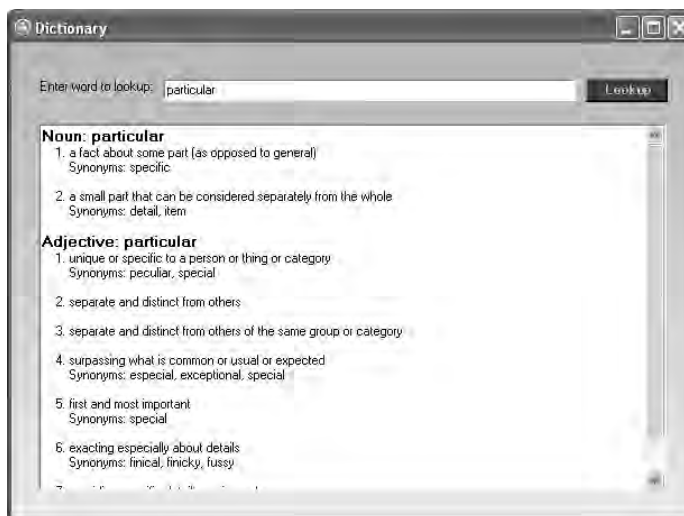 Dictionary
Enter word to lookup: particular Lookup
Noun: particular
1. a fact about some part (as opposed to general)
Synonyms: specific
2. a small part that can be considered separately from the whole
Synonyms: detail, item
Adjective: particular
1. unique or specific to a person or thing or category
Synonyms: peculiar, special
2. separate and distinct from others
3. separate and distinct from others of the same group or category
4. surpassing what is common or usual or expected
Synonyms: especial, exceptional, special
5. first and most important
Synonyms: special
6. exacting especially about details
Synonyms: finical, finicky, fussy